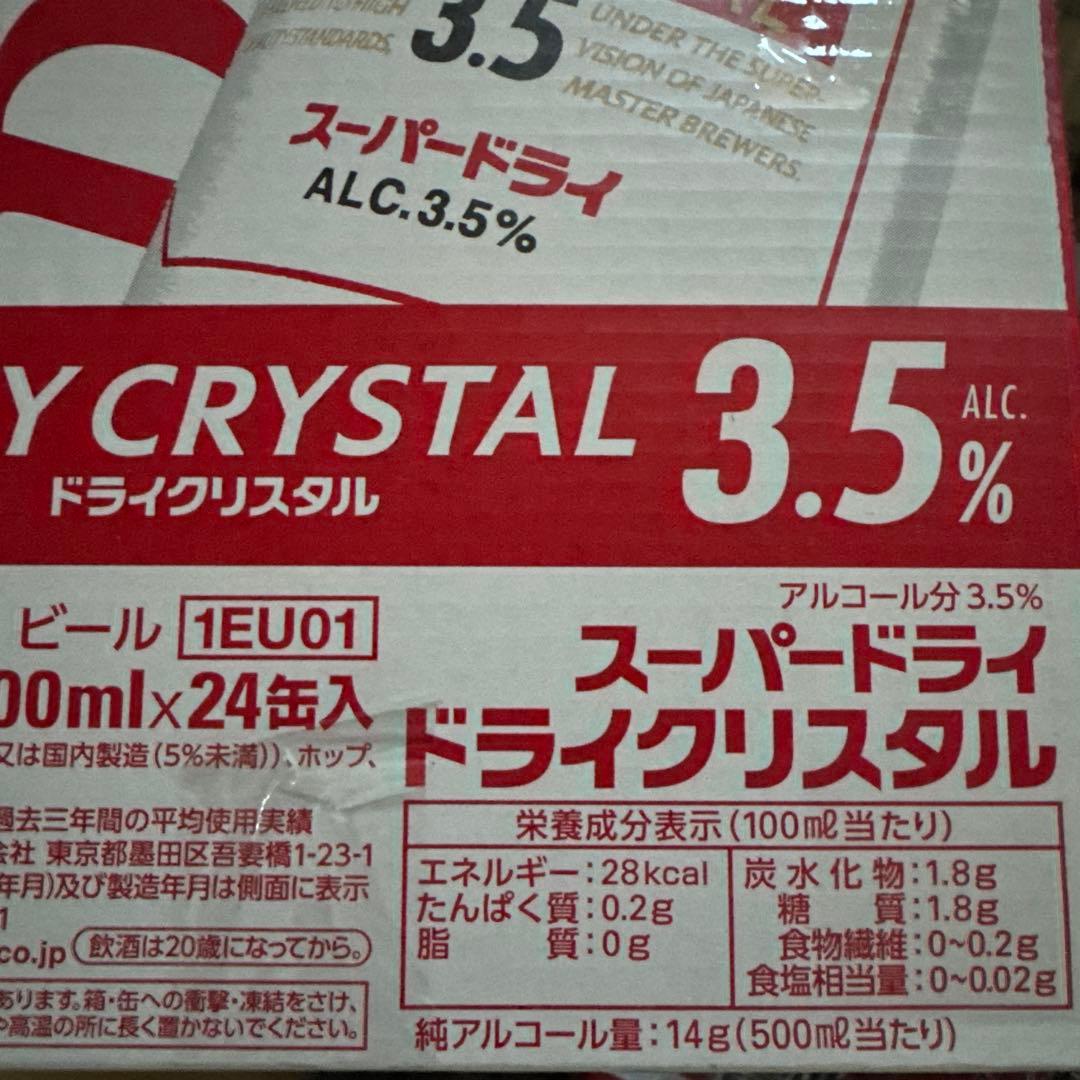 HIGH
QUALITY STANDARDS.
3.5
UNDER THE SUPER-
VISION OF JAPANESE
MASTER BREWERS.
スーパードライ
ALC.3.5%
Y CRYSTAL
ドライクリスタル
3.5
ALC.
%
アルコール分3.5%
スーパードライ
ドライクリスタル
ビール 1EU01
00ml×24缶入
又は国内製造(5%未満))、ホップ、
過去三年間の平均使用実績
会社 東京都墨田区吾妻橋1-23-1
年月)及び製造年月は側面に表示
1
co.jp 飲酒は20歳になってから。
あります。箱・缶への衝撃・凍結をさけ、
や高温の所に長く置かないでください。
栄養成分表示(100ml当たり)
エネルギー:28kcal
たんぱく質:0.2g
脂質:0g
炭水化物:1.8g
糖質:1.8g
食物繊維:0~0.2g
食塩相当量:0~0.02g
純アルコール量:14g(500ml当たり)